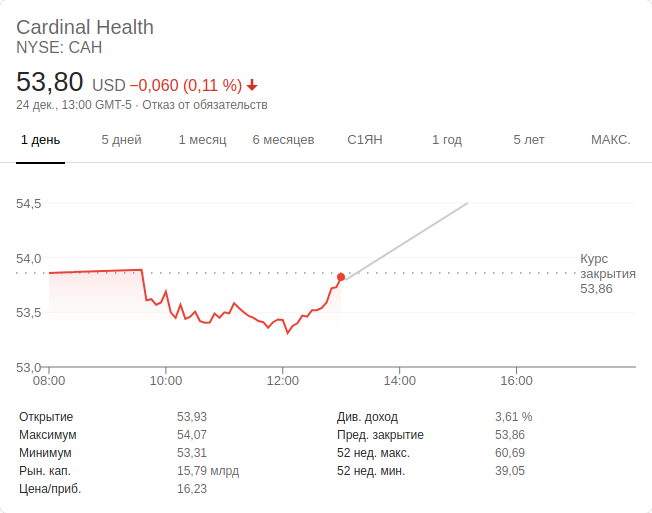 Cardinal Health
NYSE: CAH
53,80 USD −0,060 (0,11 %)
24 дек., 13:00 GMT-5 · Отказ от обязательств
1 день 5 дней 1 месяц 6 месяцев С1ЯН 1 год 5 лет МАКС.
54,5
54,0
53,5
53,0
Курс
закрытия
53,86
08:00 10:00 12:00 14:00 16:00
Открытие 53,93 Див. доход 3,61 %
Максимум 54,07 Пред. закрытие 53,86
Минимум 53,31 52 нед. макс. 60,69
Рын. кап. 15,79 млрд 52 нед. мин. 39,05
Цена/приб. 16,23